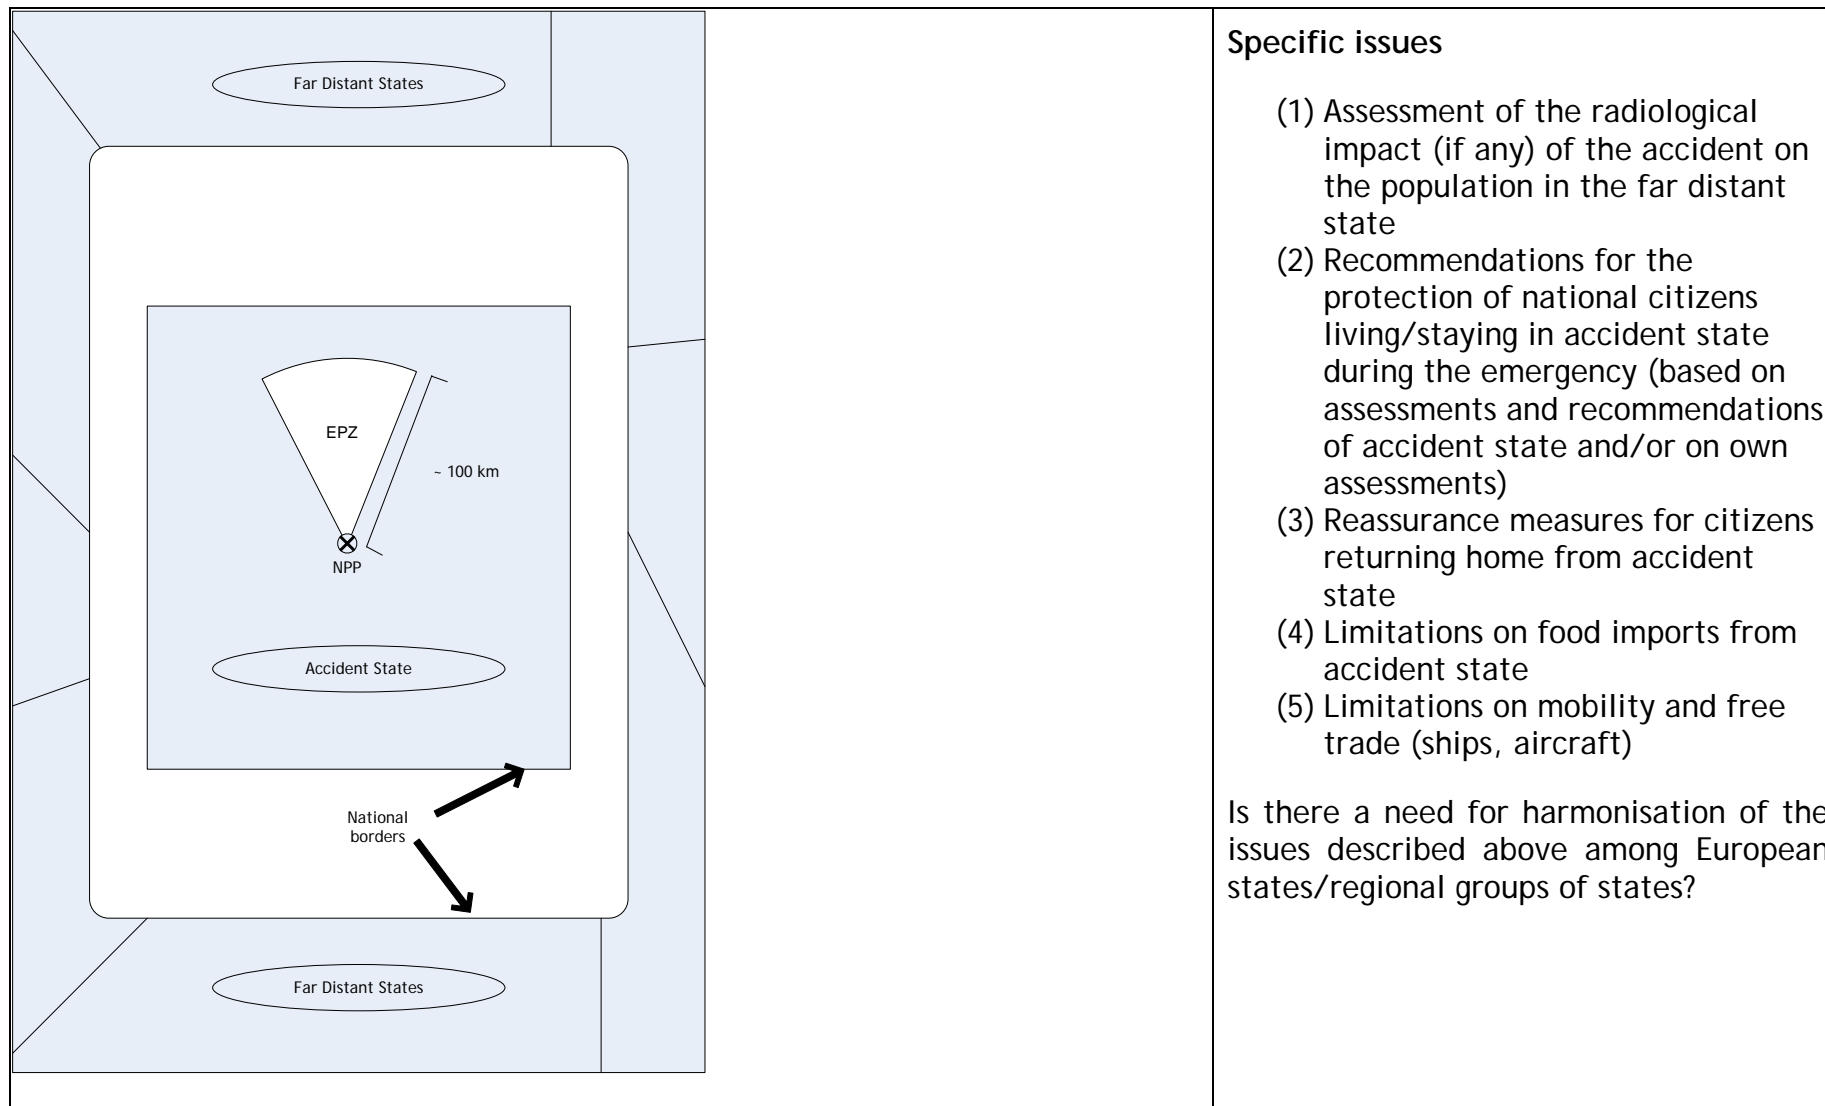 Far Distant States
EPZ
~ 100 km
NPP
Accident State
National
borders
Far Distant States
Specific issues
(1) Assessment of the radiological
impact (if any) of the accident on
the population in the far distant
state
(2) Recommendations for the
protection of national citizens
living/staying in accident state
during the emergency (based on
assessments and recommendations
of accident state and/or on own
assessments)
(3) Reassurance measures for citizens
returning home from accident
state
(4) Limitations on food imports from
accident state
(5) Limitations on mobility and free
trade (ships, aircraft)
Is there a need for harmonisation of the
issues described above among European
states/regional groups of states?